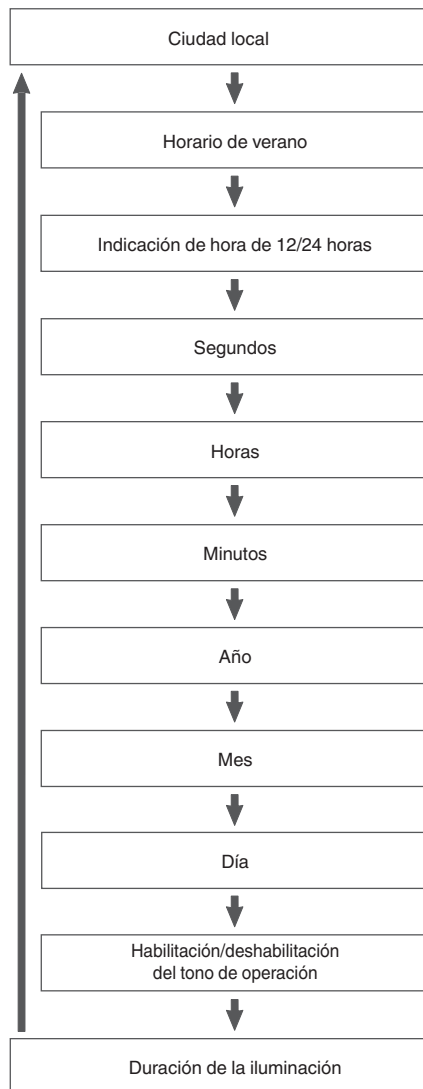 Ciudad local
Horario de verano
Indicación de hora de 12/24 horas
Segundos
Horas
Minutos
Año
Mes
Día
Habilitación/deshabilitación
del tono de operación
Duración de la iluminación